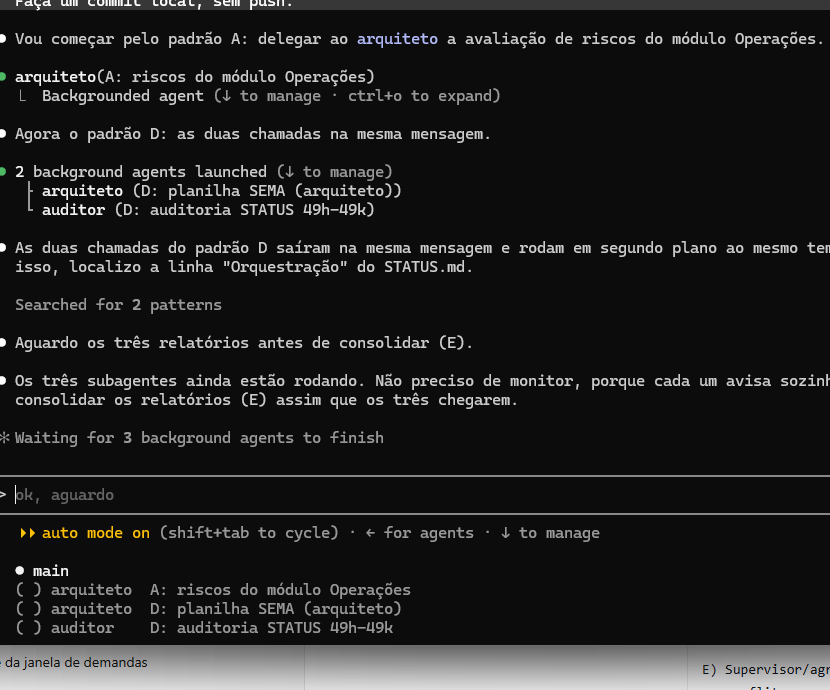 Faça um commit local, sem push.
● Vou começar pelo padrão A: delegar ao arquiteto a avaliação de riscos do módulo Operações.
● arquiteto(A: riscos do módulo Operações)
└ Backgrounded agent (↓ to manage · ctrl+o to expand)
● Agora o padrão D: as duas chamadas na mesma mensagem.
● 2 background agents launched (↓ to manage)
├ arquiteto (D: planilha SEMA (arquiteto))
└ auditor (D: auditoria STATUS 49h-49k)
● As duas chamadas do padrão D saíram na mesma mensagem e rodam em segundo plano ao mesmo
isso, localizo a linha "Orquestração" do STATUS.md.
Searched for 2 patterns
● Aguardo os três relatórios antes de consolidar (E).
● Os três subagentes ainda estão rodando. Não preciso de monitor, porque cada um avisa
consolidar os relatórios (E) assim que os três chegarem.
✻ Waiting for 3 background agents to finish
> ok, aguardo
⏵⏵ auto mode on (shift+tab to cycle) · ← for agents · ↓ to manage
● main
( ) arquiteto A: riscos do módulo Operações
( ) arquiteto D: planilha SEMA (arquiteto)
( ) auditor D: auditoria STATUS 49h-49k
da janela de demandas
E) Supervisor/